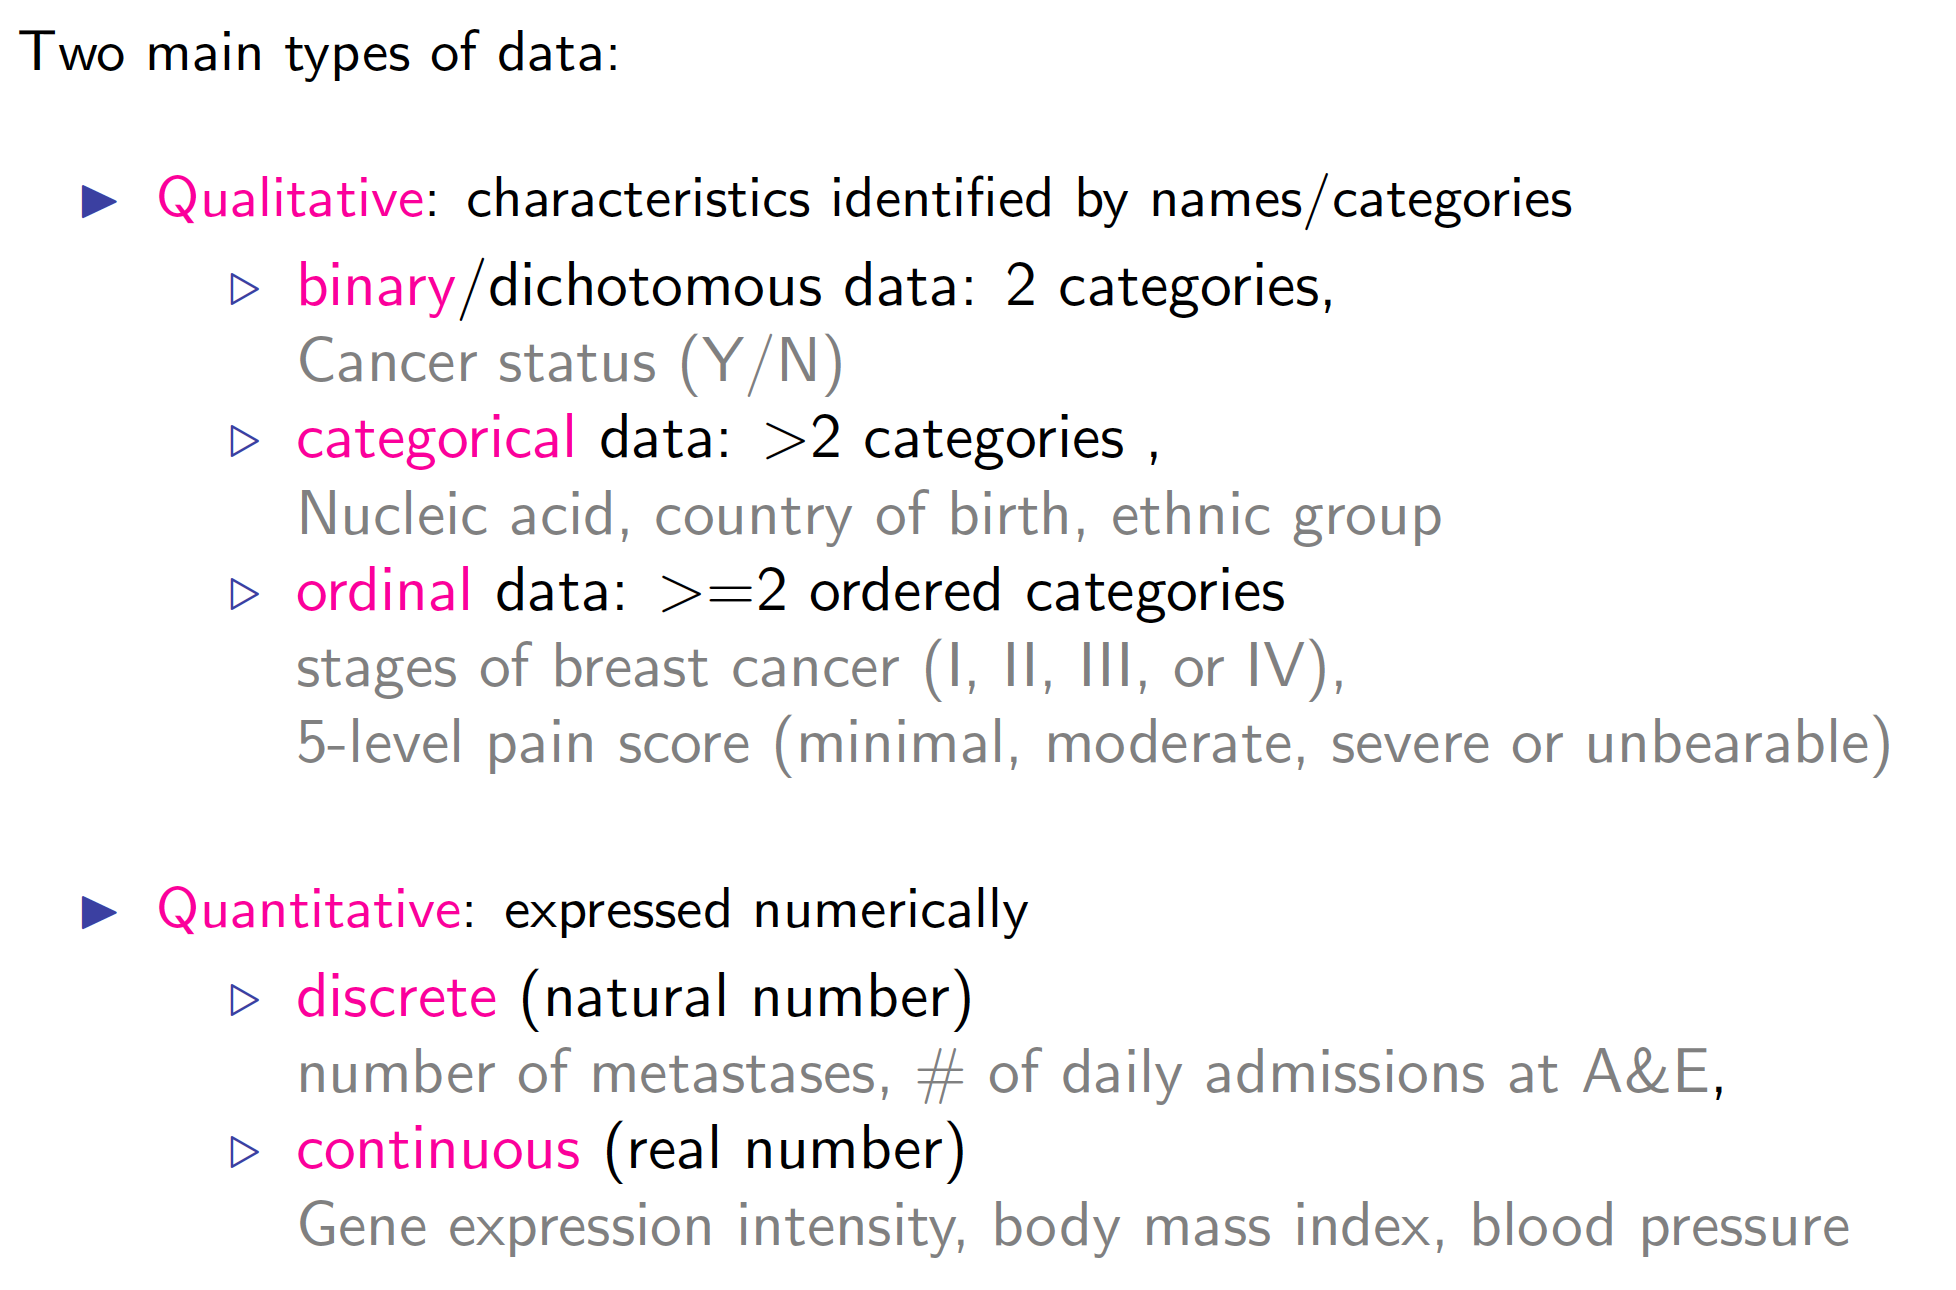 Two main types of data:
▶ Qualitative: characteristics identified by names/categories
▷ binary/dichotomous data: 2 categories,
Cancer status (Y/N)
▷ categorical data: >2 categories ,
Nucleic acid, country of birth, ethnic group
▷ ordinal data: >=2 ordered categories
stages of breast cancer (I, II, III, or IV),
5-level pain score (minimal, moderate, severe or unbearable)
▶ Quantitative: expressed numerically
▷ discrete (natural number)
number of metastases, # of daily admissions at A&E,
▷ continuous (real number)
Gene expression intensity, body mass index, blood pressure